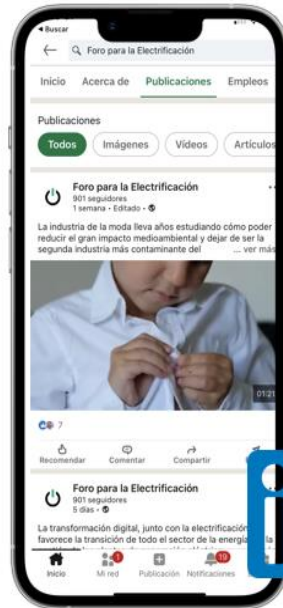 Buscar
Foro para la Electrificación
Inicio Acerca de Publicaciones Empleos
Publicaciones
Todos Imágenes Vídeos Artículos
Foro para la Electrificación
901 seguidores
1 semana • Editado •
La industria de la moda lleva años estudiando cómo poder
reducir el gran impacto medioambiental y dejar de ser la
segunda industria más contaminante del ... ver más
01:21
7
Recomendar Comentar Compartir
Foro para la Electrificación
901 seguidores
5 días •
La transformación digital, junto con la electrificación
favorece la transición de todo el sector de la energía
Inicio Mi red Publicación Notificaciones
19